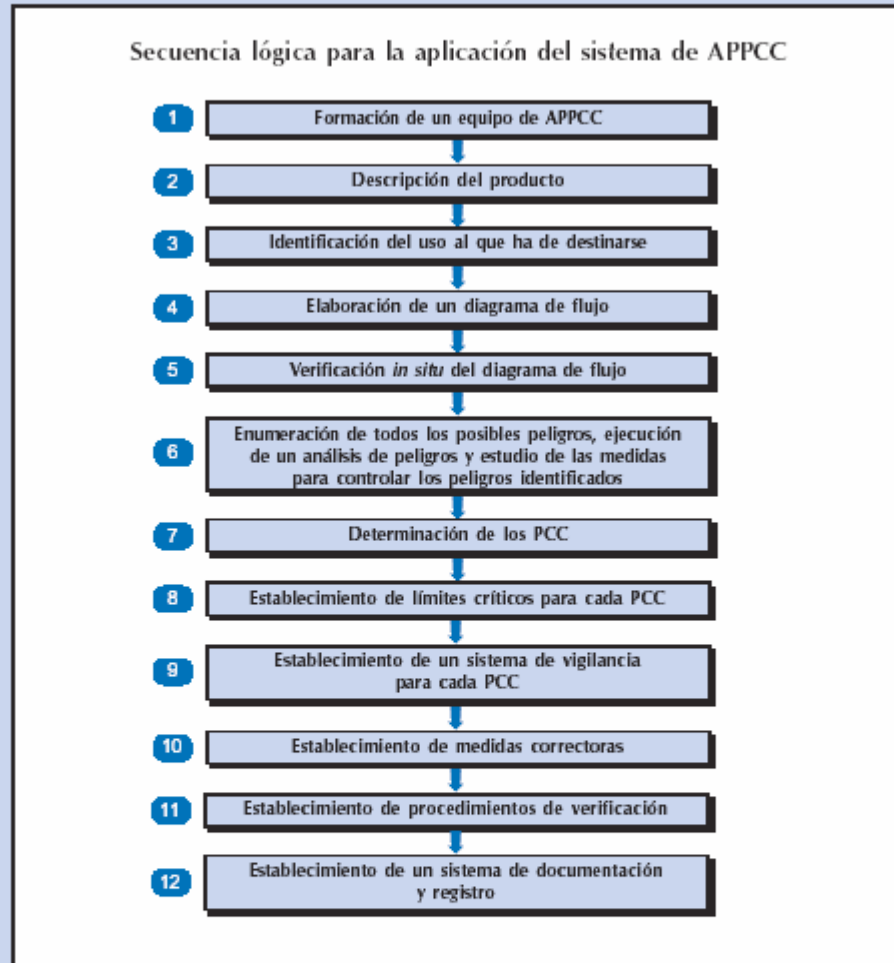 Secuencia lógica para la aplicación del sistema de APPCC
1 Formación de un equipo de APPCC
2 Descripción del producto
3 Identificación del uso al que ha de destinarse
4 Elaboración de un diagrama de flujo
5 Verificación in situ del diagrama de flujo
Enumeración de todos los posibles peligros, ejecución
6 de un análisis de peligros y estudio de las medidas
para controlar los peligros identificados
7 Determinación de los PCC
8 Establecimiento de límites críticos para cada PCC
9 Establecimiento de un sistema de vigilancia
para cada PCC
10 Establecimiento de medidas correctoras
11 Establecimiento de procedimientos de verificación
12 Establecimiento de un sistema de documentación
y registro